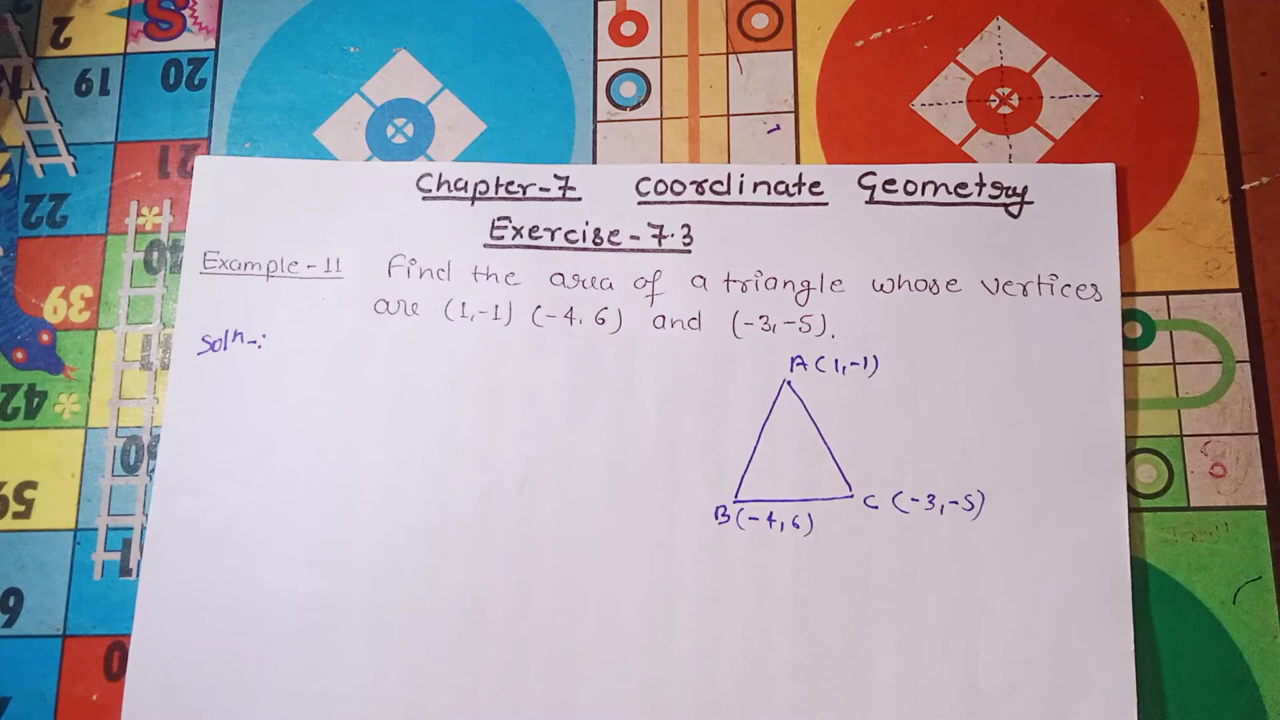 Chapter-7 Coordinate Geometry
Exercise-7.3
Example-11 Find the area of a triangle whose vertices
are (1,-1) (-4,6) and (-3,-5).
Soln-:
A(1,-1)
B(-4,6)
C (-3,-5)
S
2
19
20
21
22
39
42
59
6
0